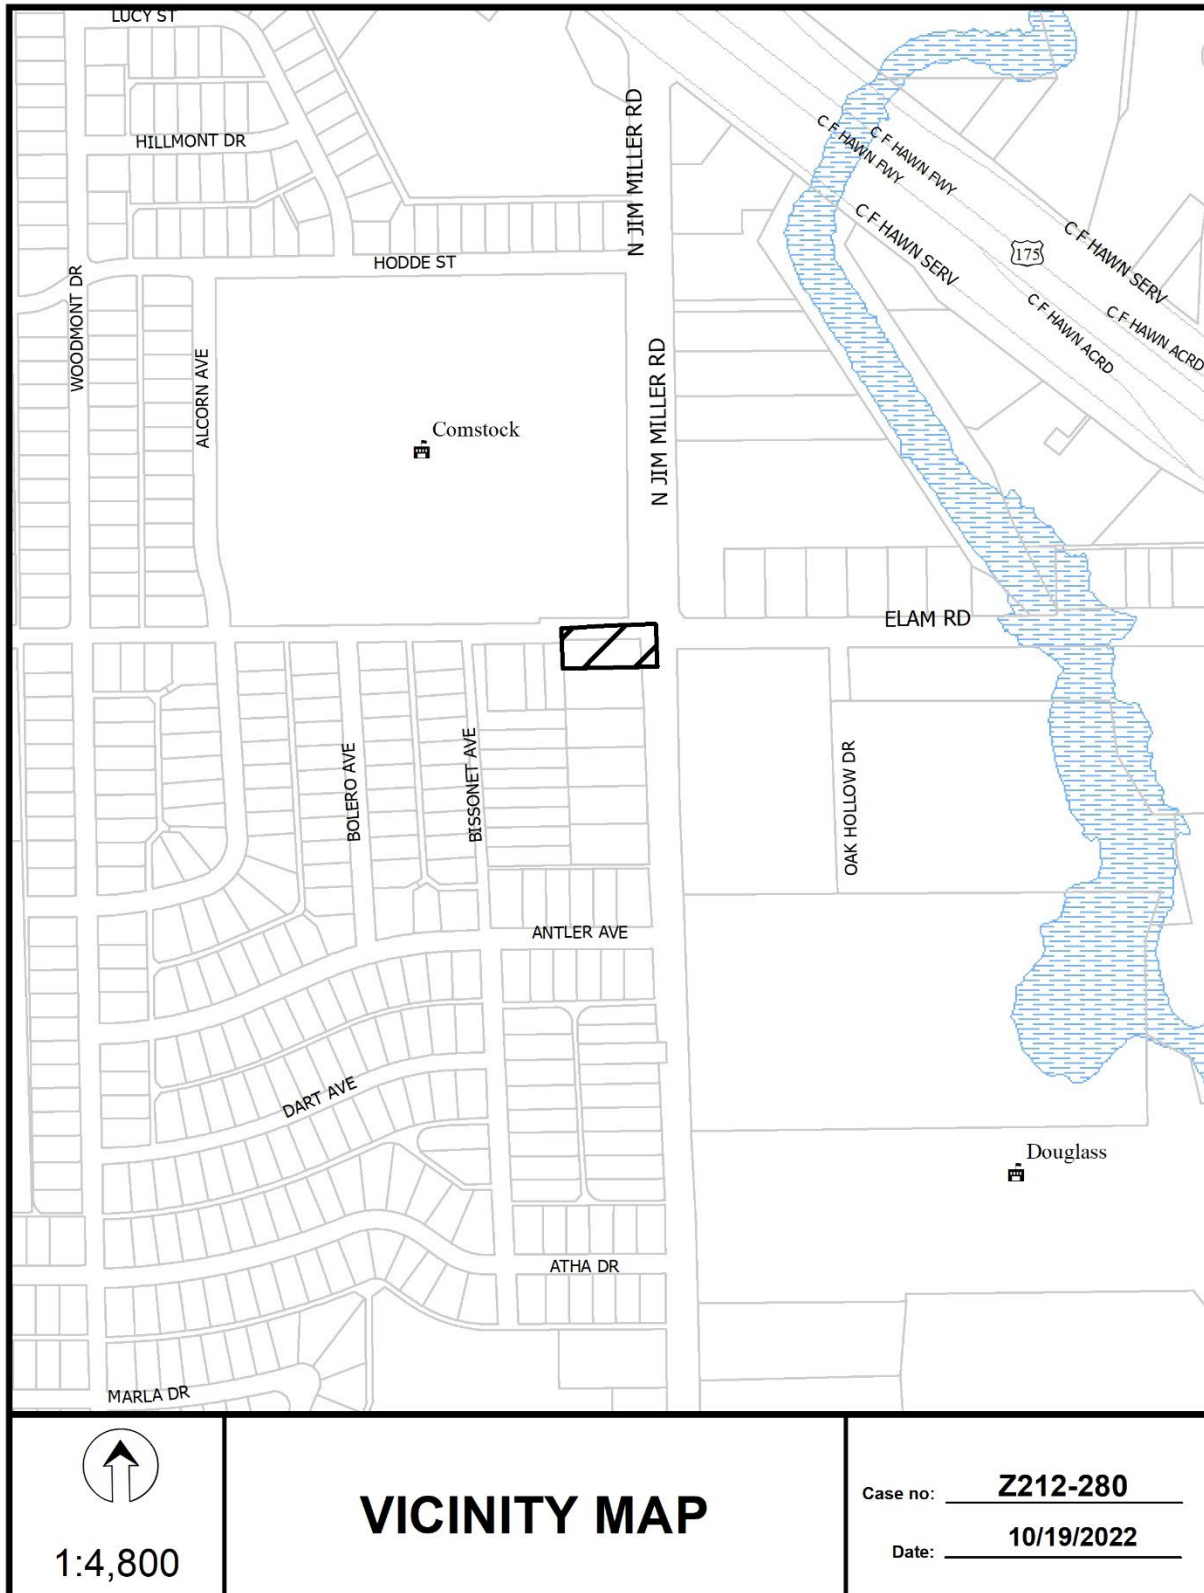 LUCY ST
N JIM MILLER RD
HILLMONT DR
C F HAWN FWY
C F HAWN FWY
C F HAWN SERV
C F HAWN SERV
175
HODDE ST
WOODMONT DR
C F HAWN ACRD
C F HAWN ACRD
ALCORN AVE
N JIM MILLER RD
Comstock
ELAM RD
BOLERO AVE
BISSONET AVE
OAK HOLLOW DR
ANTLER AVE
DART AVE
Douglass
ATHA DR
MARLA DR
1:4,800
VICINITY MAP
Case no: Z212-280
Date: 10/19/2022